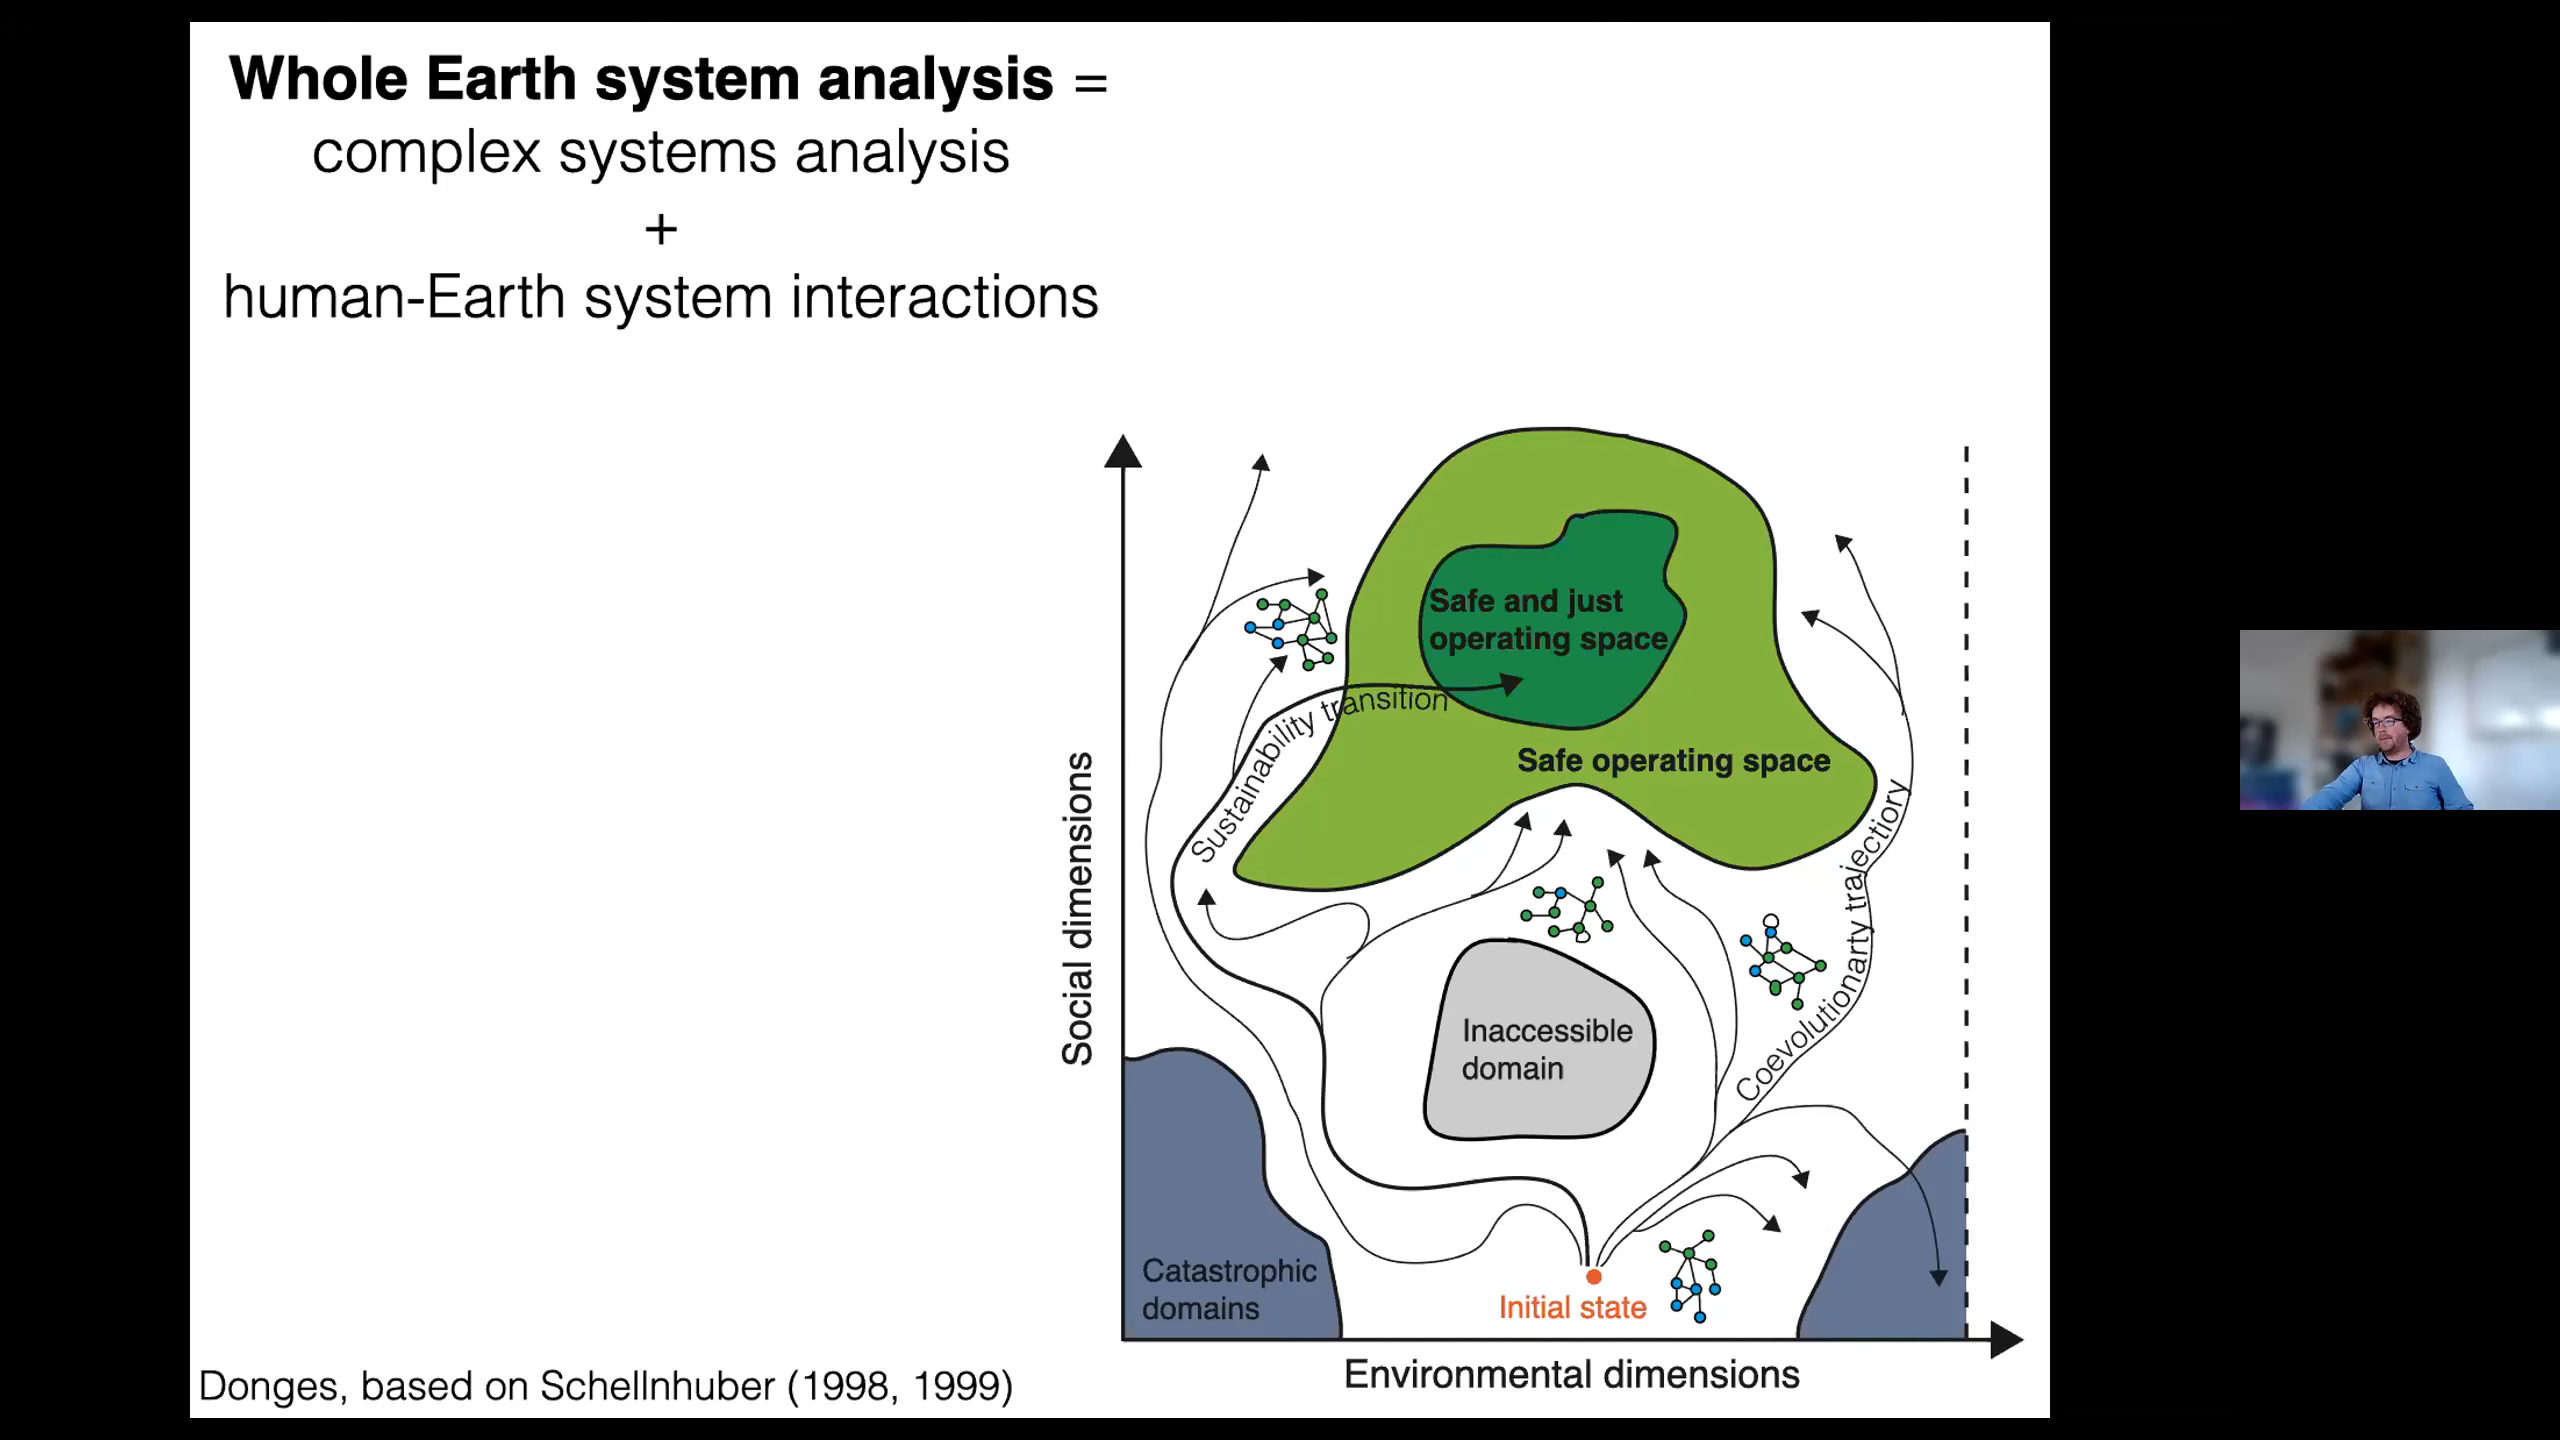 Whole Earth system analysis =
complex systems analysis
+
human-Earth system interactions
Safe and just
operating space
Sustainability transition
Safe operating space
Social dimensions
Coevolutionarty trajectory
Inaccessible
domain
Catastrophic
domains
Initial state
Environmental dimensions
Donges, based on Schellnhuber (1998, 1999)